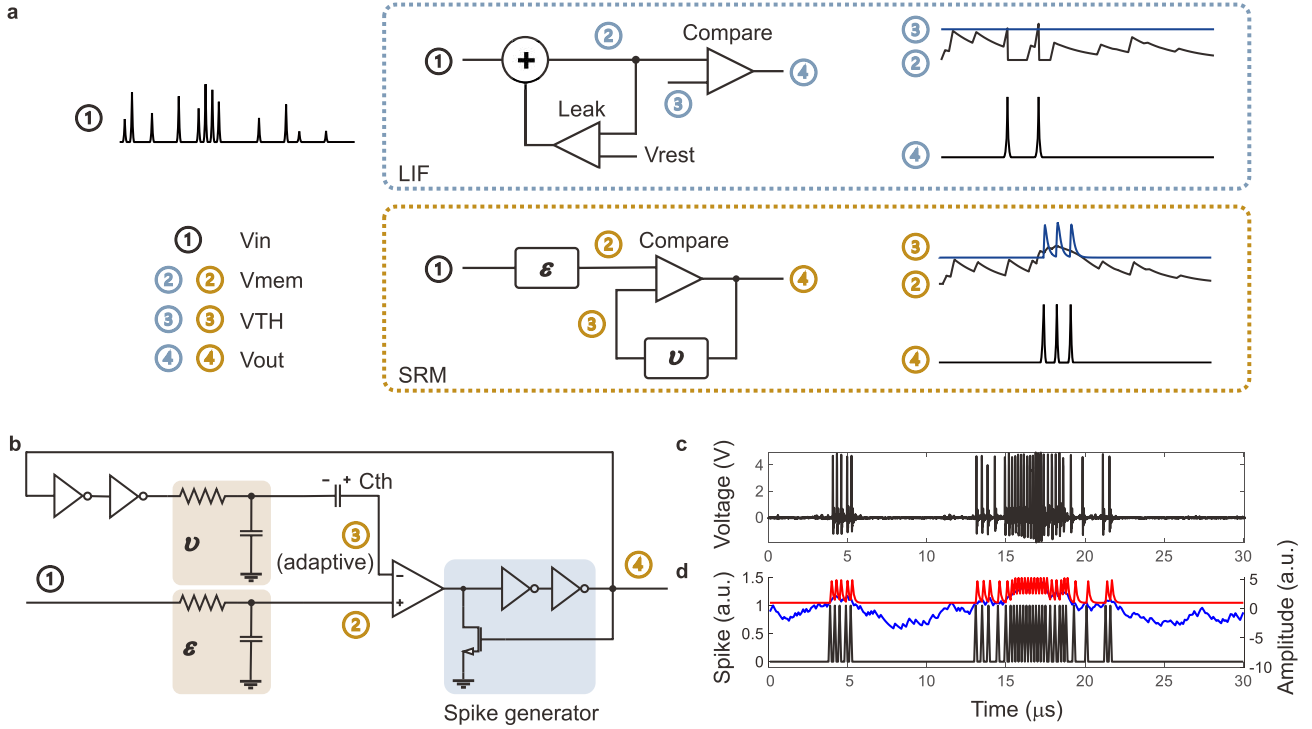 a
①
① Vin
② ② Vmem
③ ③ VTH
④ ④ Vout
①
+
②
Compare
③
④
Leak
Vrest
LIF
③
②
④
①
ε
②
Compare
③
④
υ
SRM
③
②
④
b
- + Cth
υ
③
(adaptive)
①
ε
②
-
+
④
Spike generator
c
Voltage (V)
4
2
0
0 5 10 15 20 25 30
d
Spike (a.u.)
1.5
1
0.5
0
5
0
-5
-10
Amplitude (a.u.)
0 5 10 15 20 25 30
Time (μs)